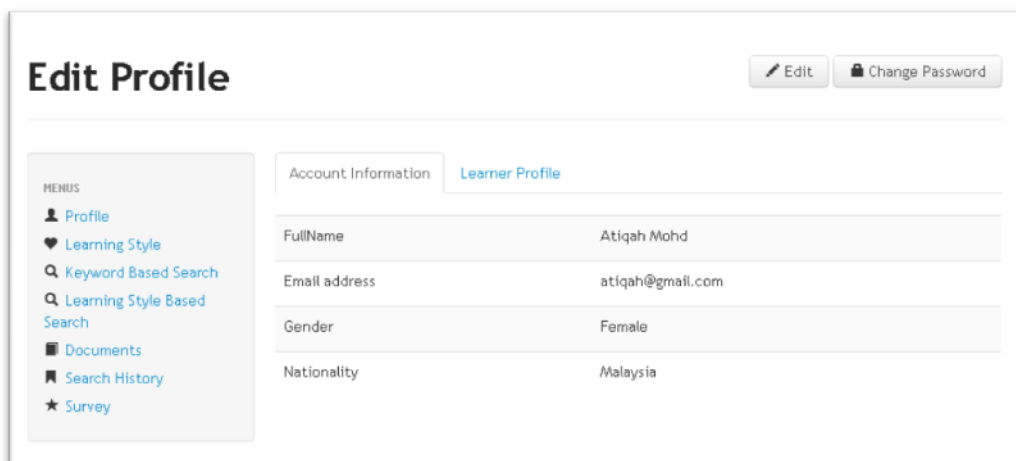 Edit Profile
Edit
Change Password
MENUS
Profile
Learning Style
Keyword Based Search
Learning Style Based
Search
Documents
Search History
Survey
Account Information Learner Profile
FullName Atiqah Mohd
Email address atiqah@gmail.com
Gender Female
Nationality Malaysia